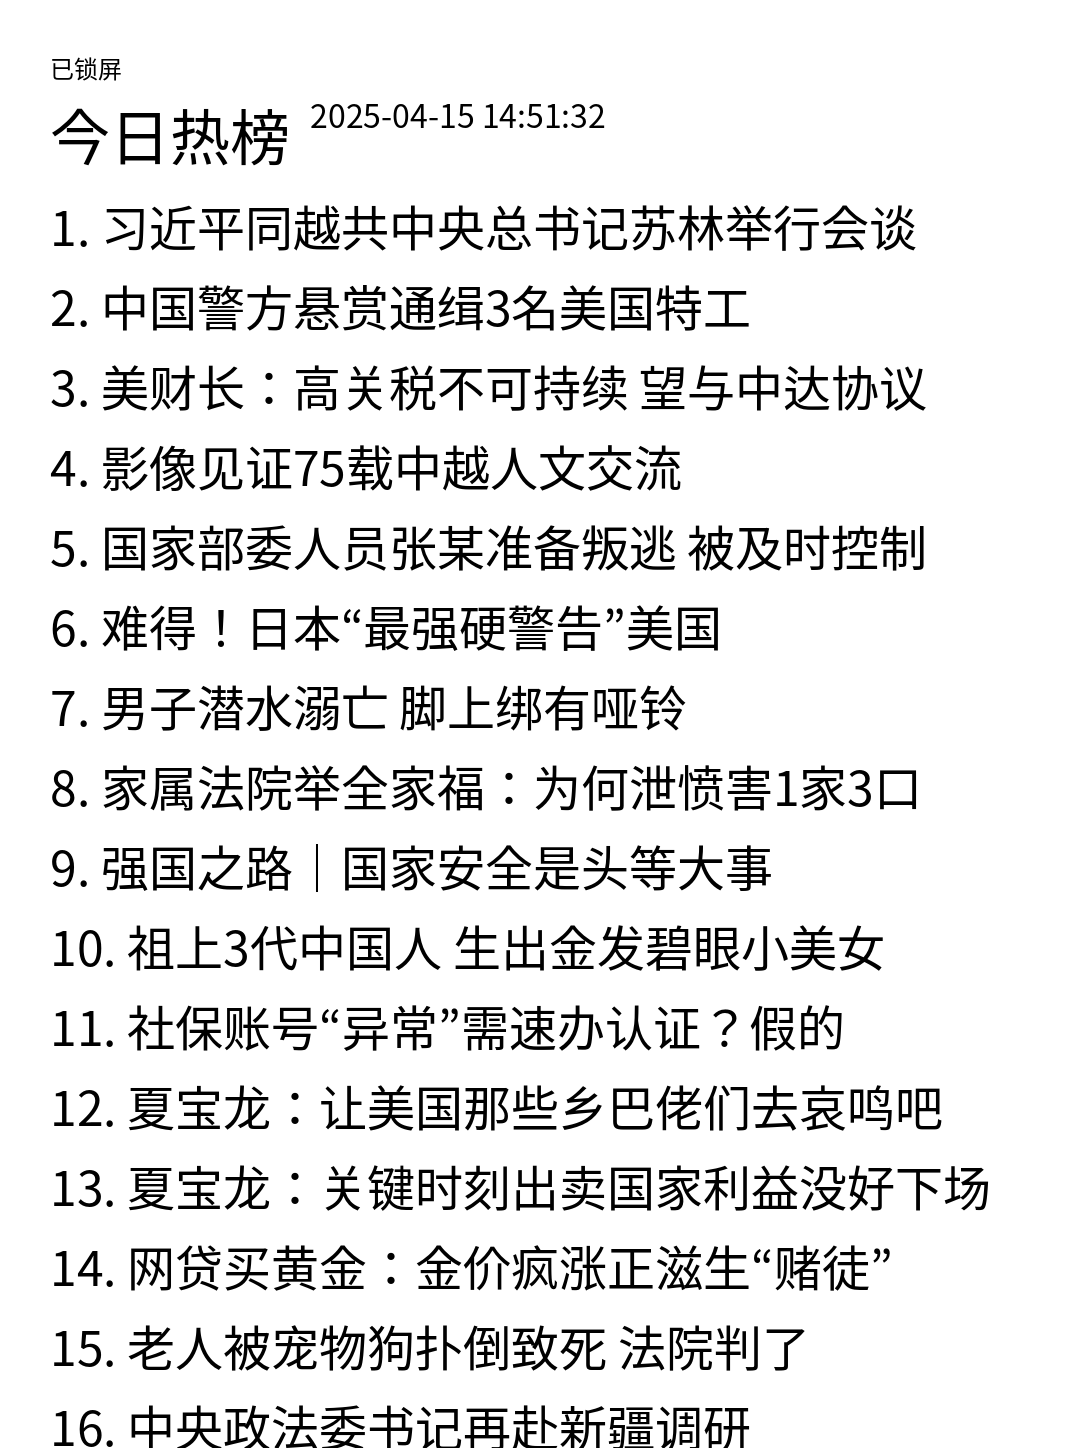 已锁屏
今日热榜 2025-04-15 14:51:32
1. 习近平同越共中央总书记苏林举行会谈
2. 中国警方悬赏通缉3名美国特工
3. 美财长：高关税不可持续 望与中达协议
4. 影像见证75载中越人文交流
5. 国家部委人员张某准备叛逃 被及时控制
6. 难得！日本“最强硬警告”美国
7. 男子潜水溺亡 脚上绑有哑铃
8. 家属法院举全家福：为何泄愤害1家3口
9. 强国之路｜国家安全是头等大事
10. 祖上3代中国人 生出金发碧眼小美女
11. 社保账号“异常”需速办认证？假的
12. 夏宝龙：让美国那些乡巴佬们去哀鸣吧
13. 夏宝龙：关键时刻出卖国家利益没好下场
14. 网贷买黄金：金价疯涨正滋生“赌徒”
15. 老人被宠物狗扑倒致死 法院判了
16. 中央政法委书记再赴新疆调研